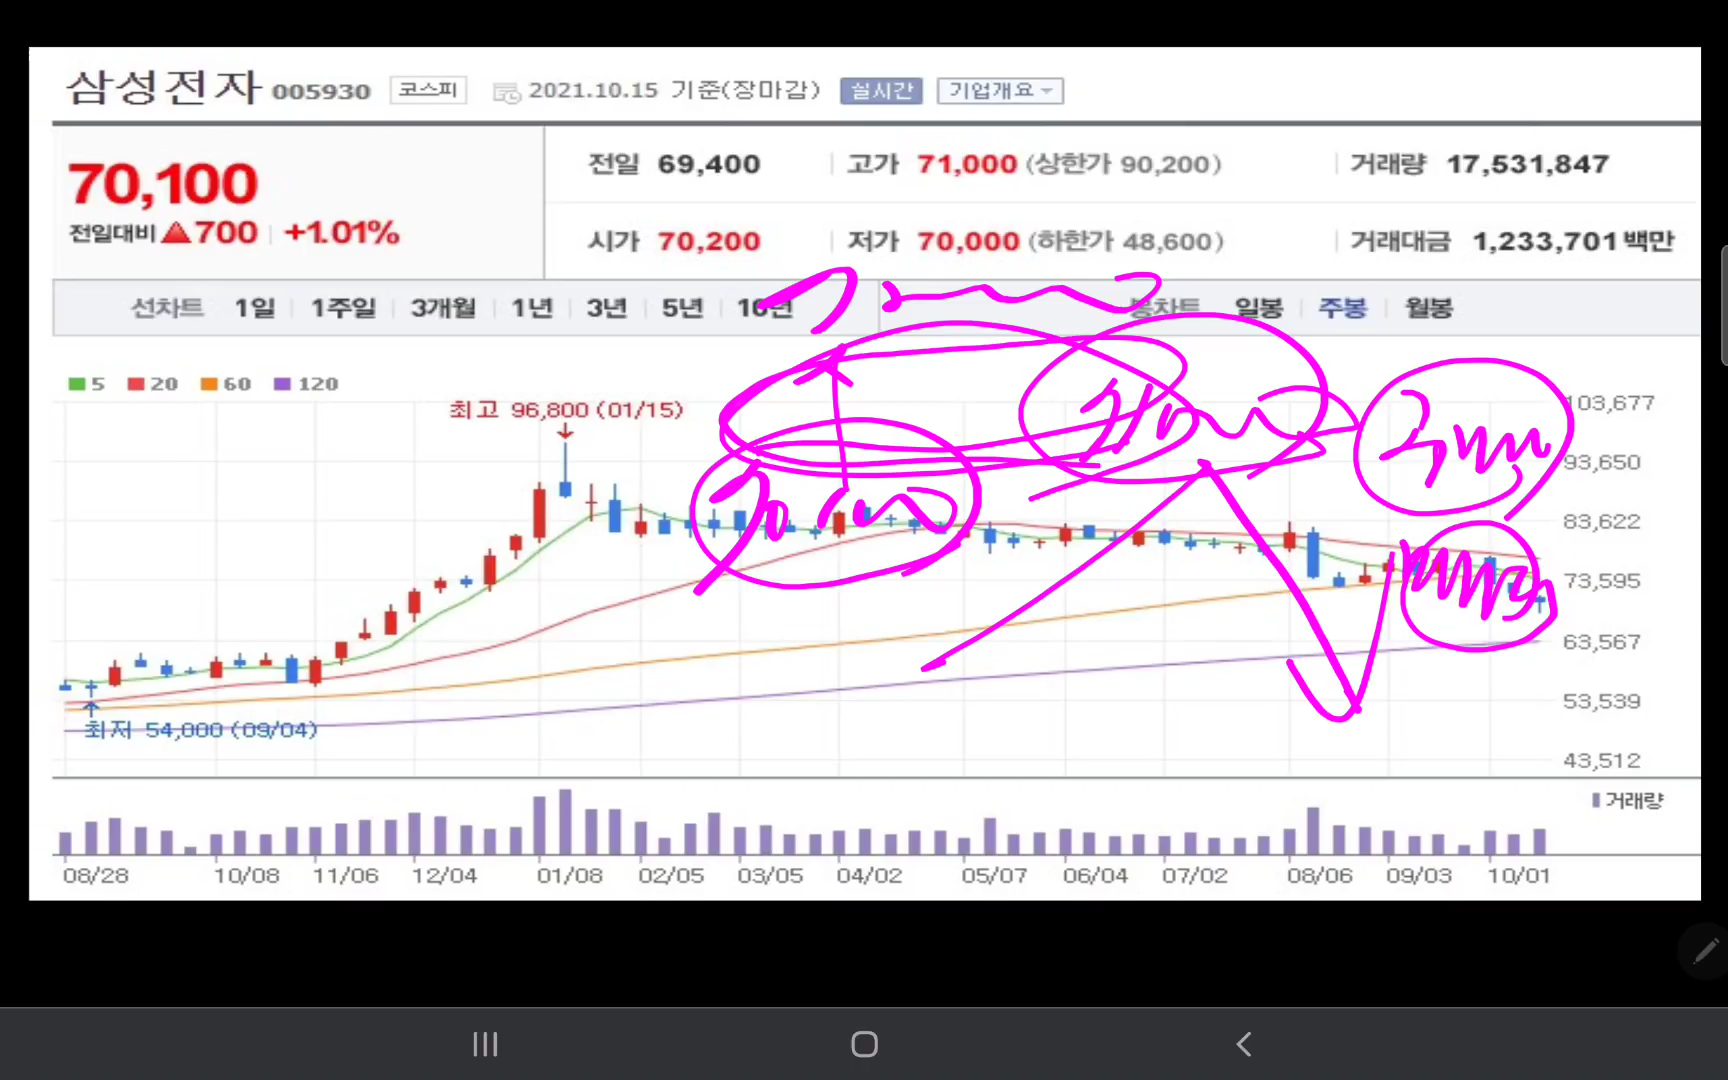 삼성전자 005930 코스피 2021.10.15 기준(장마감) 실시간 기업개요
70,100
전일대비 ▲700 +1.01%
전일 69,400 고가 71,000 (상한가 90,200) 거래량 17,531,847
시가 70,200 저가 70,000 (하한가 48,600) 거래대금 1,233,701 백만
선차트 1일 1주일 3개월 1년 3년 5년 10년 봉차트 일봉 주봉 월봉
5 20 60 120
최고 96,800 (01/15)
103,677
93,650
83,622
73,595
63,567
53,539
43,512
최저 54,000 (09/04)
거래량
08/28 10/08 11/06 12/04 01/08 02/05 03/05 04/02 05/07 06/04 07/02 08/06 09/03 10/01